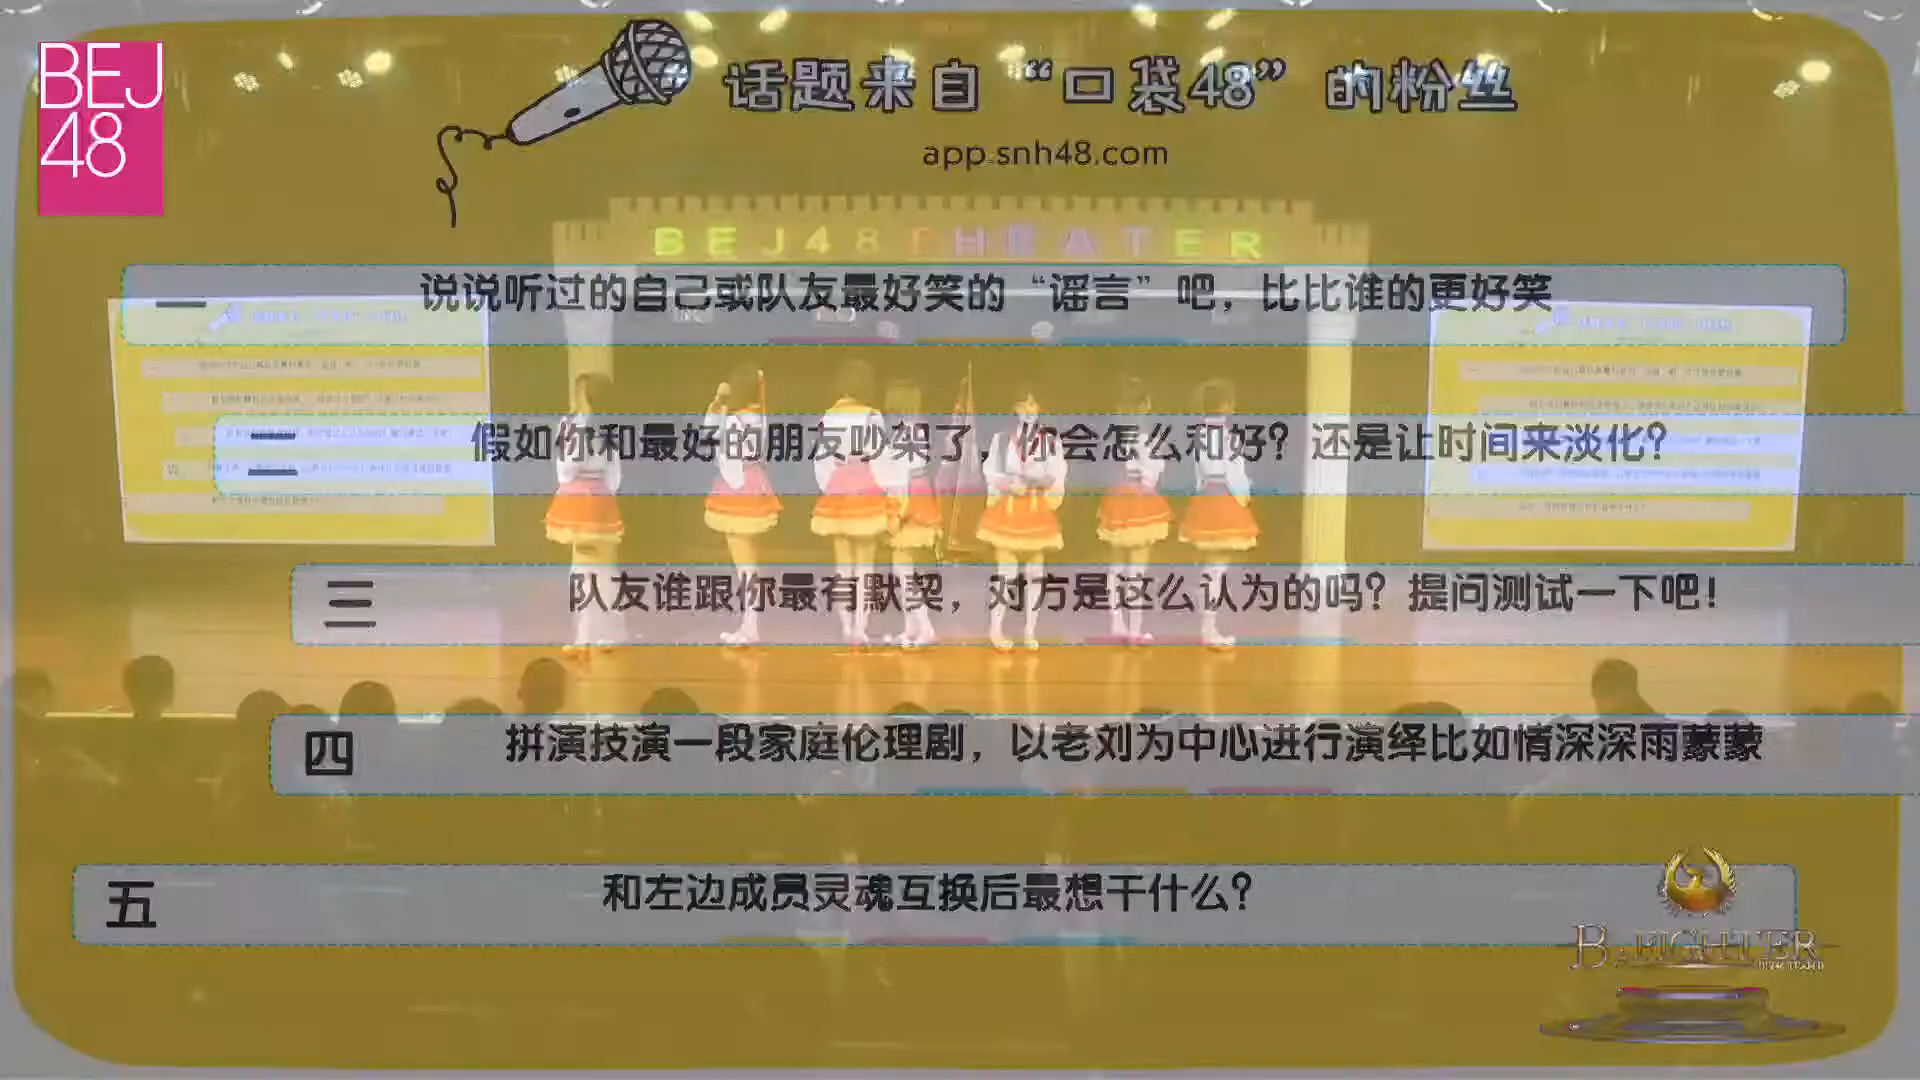 BEJ
48
话题来自“口袋48”的粉丝
app.snh48.com
BEJ48 THEATER
一 说说听过的自己或队友最好笑的“谣言”吧，比比谁的更好笑
二 假如你和最好的朋友吵架了，你会怎么和好？还是让时间来淡化？
三 队友谁跟你最有默契，对方是这么认为的吗？提问测试一下吧！
四 拼演技演一段家庭伦理剧，以老刘为中心进行演绎比如情深深雨蒙蒙
五 和左边成员灵魂互换后最想干什么？
B FIGHTER